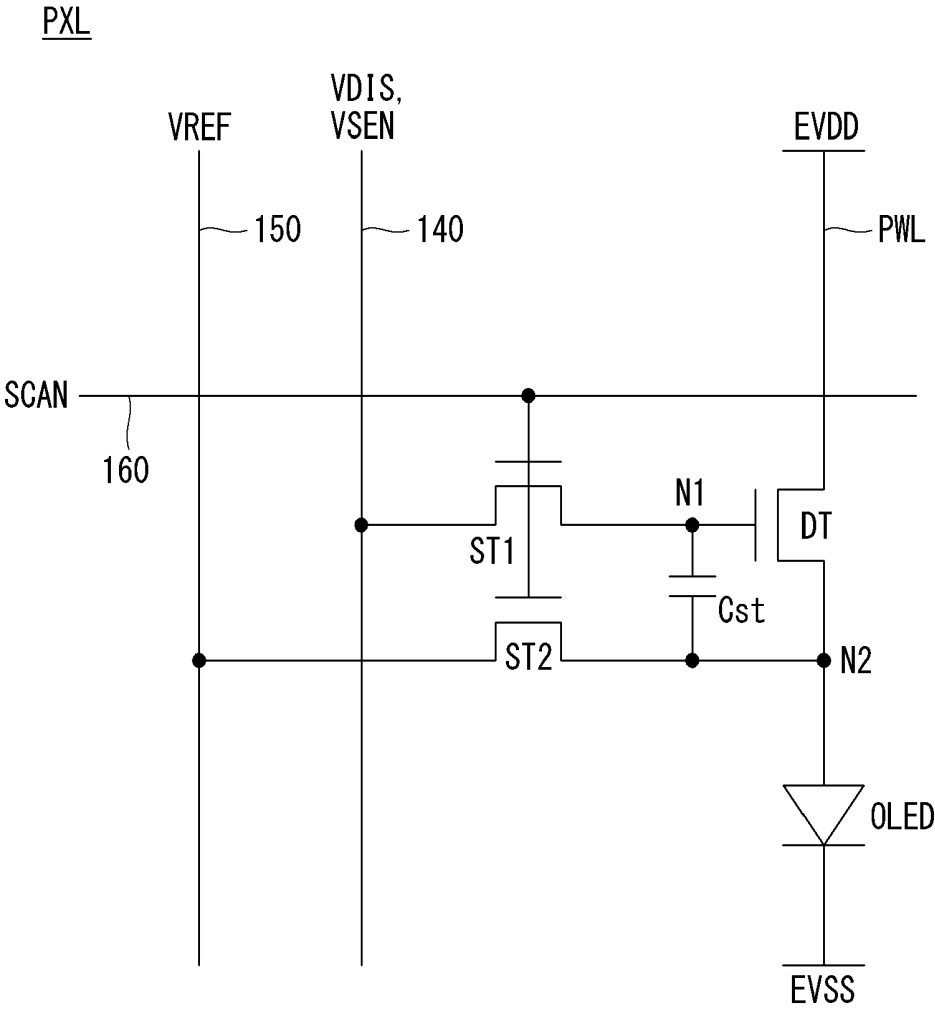 PXL
VDIS,
VREF
VSEN
EVDD
150
140
PWL
SCAN
160
N1
DT
ST1
Cst
ST2
N2
OLED
EVSS